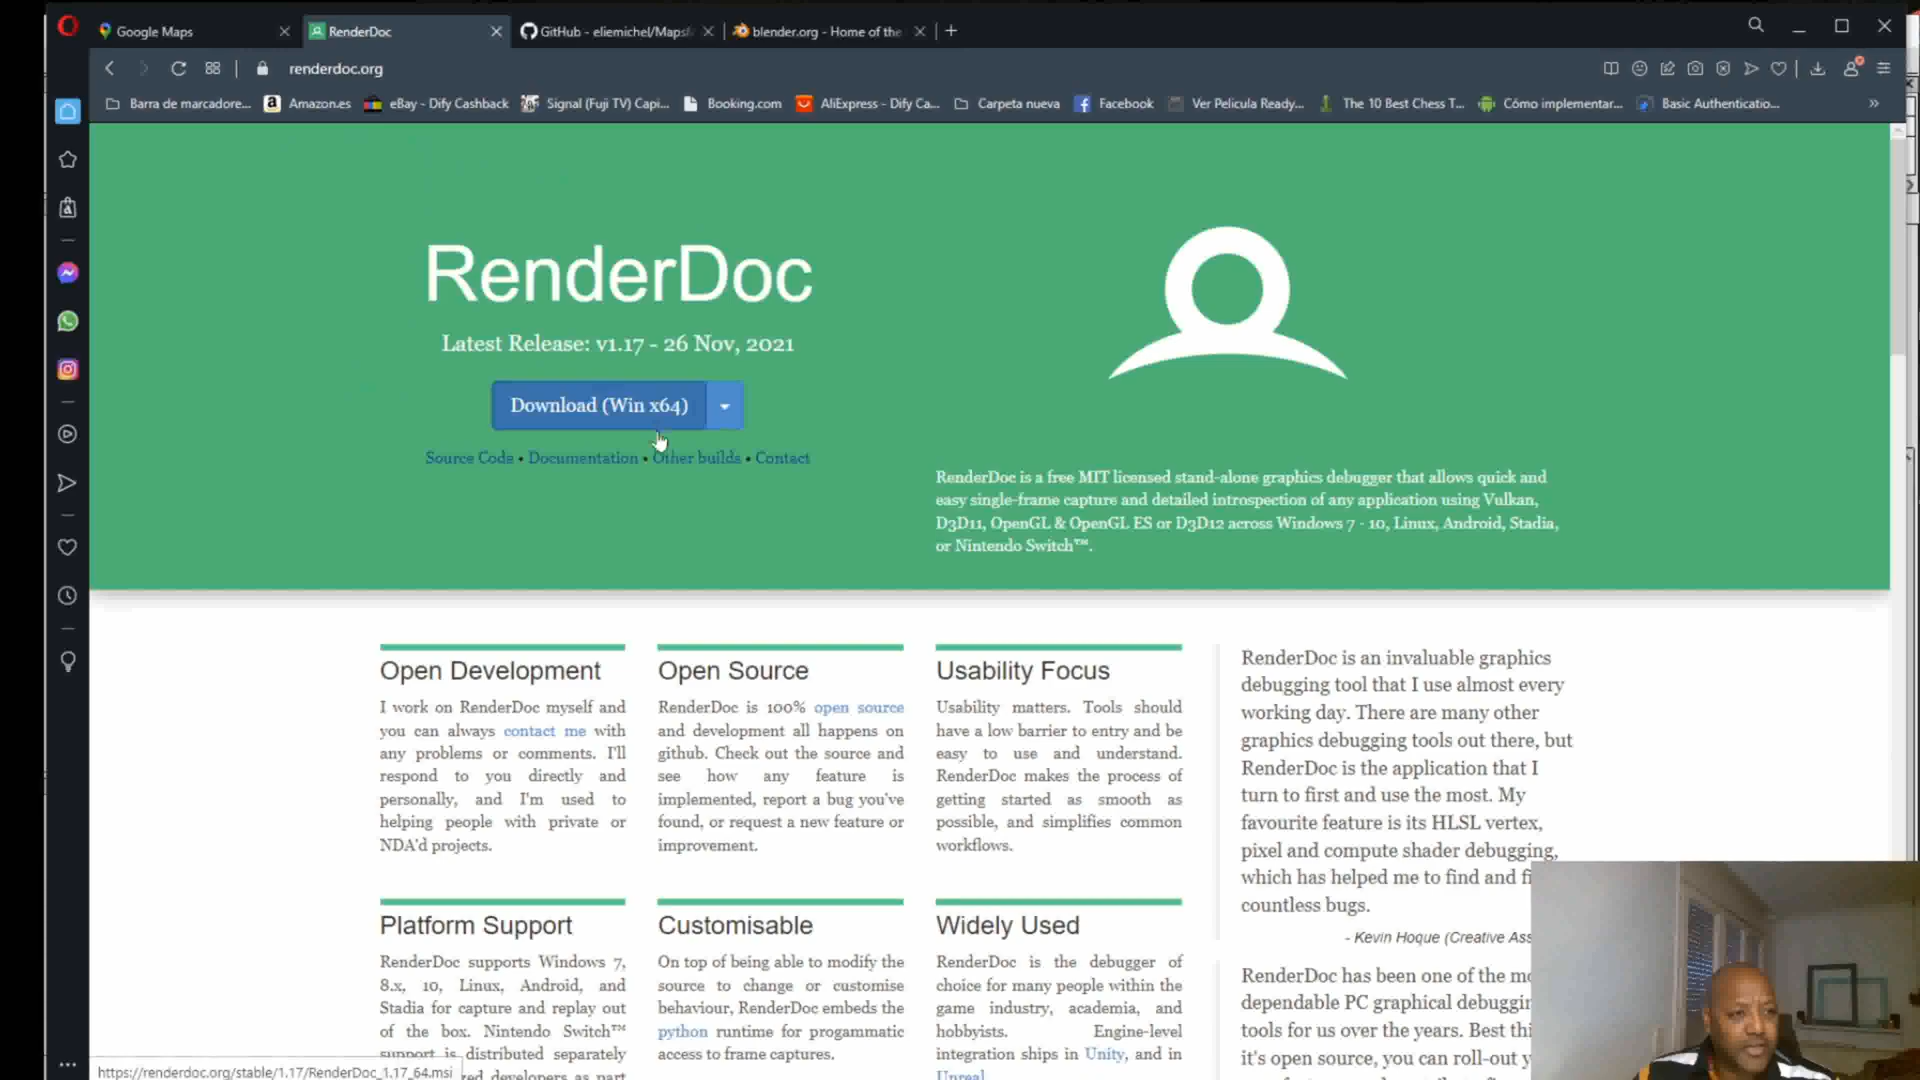 Google Maps
RenderDoc
GitHub - eliemichel/Maps
blender.org - Home of the
renderdoc.org
Barra de marcadore...
Amazon.es
eBay - Dify Cashback
Signal (Fuji TV) Capi...
Booking.com
AliExpress - Dify Ca...
Carpeta nueva
Facebook
Ver Pelicula Ready...
The 10 Best Chess T...
Cómo implementar...
Basic Authenticatio...
RenderDoc
Latest Release: v1.17 - 26 Nov, 2021
Download (Win x64)
Source Code • Documentation • Other builds • Contact
RenderDoc is a free MIT licensed stand-alone graphics debugger that allows quick and
easy single-frame capture and detailed introspection of any application using Vulkan,
D3D11, OpenGL & OpenGL ES or D3D12 across Windows 7 - 10, Linux, Android, Stadia,
or Nintendo Switch™.
Open Development
I work on RenderDoc myself and
you can always contact me with
any problems or comments. I'll
respond to you directly and
personally, and I'm used to
helping people with private or
NDA'd projects.
Open Source
RenderDoc is 100% open source
and development all happens on
github. Check out the source and
see how any feature is
implemented, report a bug you've
found, or request a new feature or
improvement.
Usability Focus
Usability matters. Tools should
have a low barrier to entry and be
easy to use and understand.
RenderDoc makes the process of
getting started as smooth as
possible, and simplifies common
workflows.
RenderDoc is an invaluable graphics
debugging tool that I use almost every
working day. There are many other
graphics debugging tools out there, but
RenderDoc is the application that I
turn to first and use the most. My
favourite feature is its HLSL vertex,
pixel and compute shader debugging,
which has helped me to find and
countless bugs.
- Kevin Hoque (Creative Ass
Platform Support
RenderDoc supports Windows 7,
8.x, 10, Linux, Android, and
Stadia for capture and replay out
of the box. Nintendo Switch™
support is distributed separately
developers as part
Customisable
On top of being able to modify the
source to change or customise
behaviour, RenderDoc embeds the
python runtime for progammatic
access to frame captures.
Widely Used
RenderDoc is the debugger of
choice for many people within the
game industry, academia, and
hobbyists. Engine-level
integration ships in Unity, and in
Unreal
RenderDoc has been one of the
dependable PC graphical
tools for us over the years. Best
it's open source, you can roll-out
https://renderdoc.org/stable/1.17/RenderDoc_1.17_64.msi